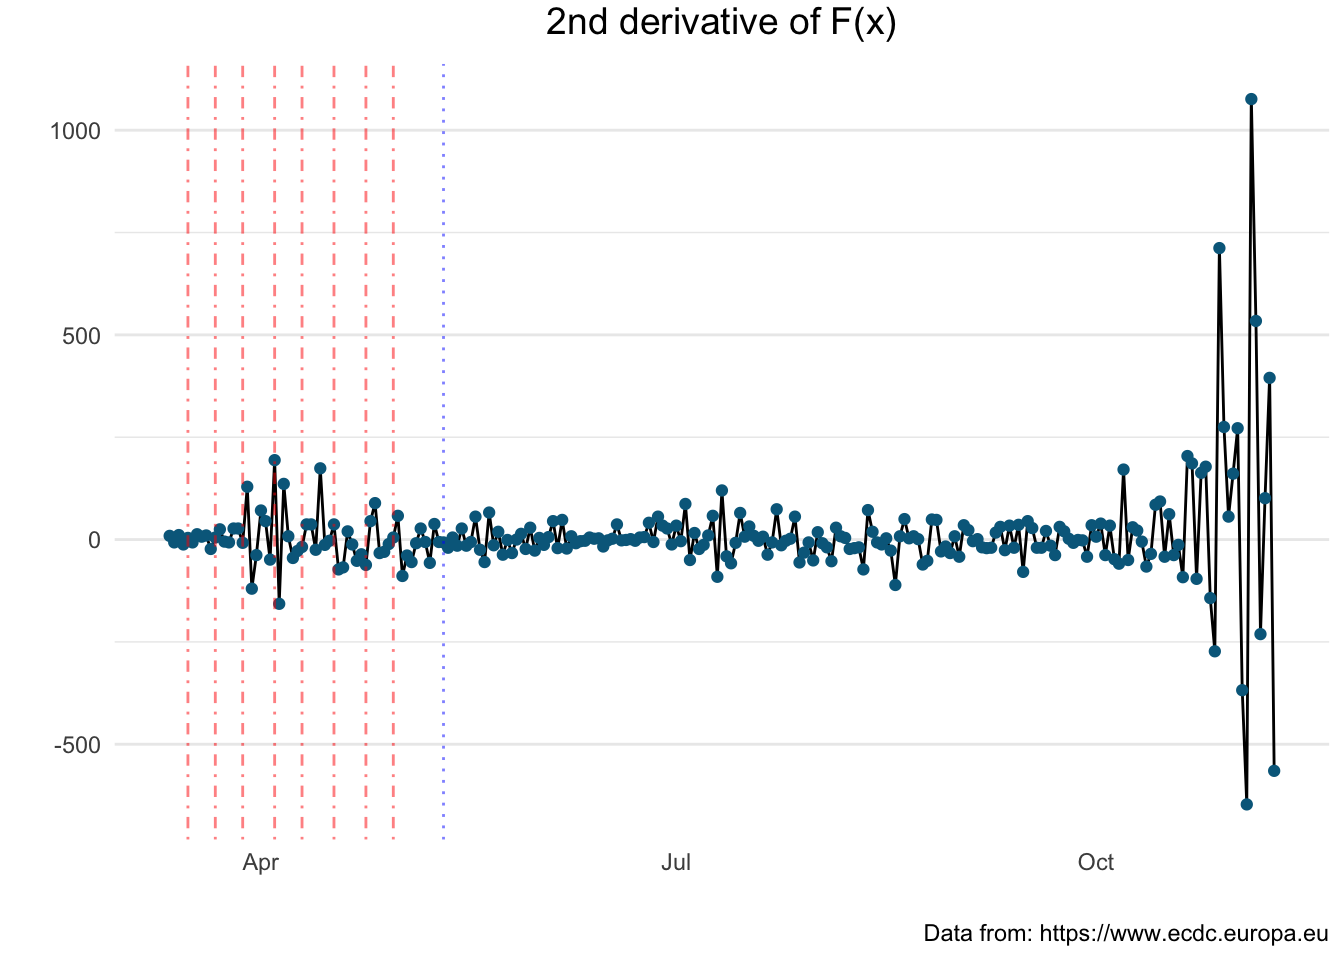 2nd derivative of F(x)
1000
500
0
-500
Apr Jul Oct
Data from: https://www.ecdc.europa.eu